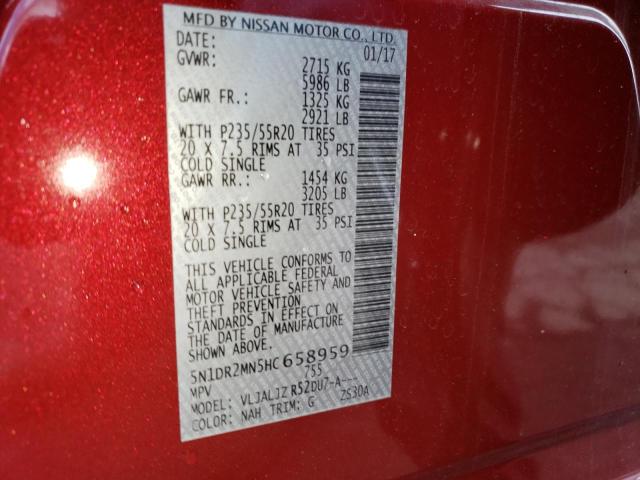 MFD BY NISSAN MOTOR CO., LTD.
DATE: 01/17
GVWR: 2715 KG
5986 LB
GAWR FR.: 1325 KG
2921 LB
WITH P235/55R20 TIRES
20 X 7.5 RIMS AT 35 PSI
COLD SINGLE
GAWR RR.: 1454 KG
3205 LB
WITH P235/55R20 TIRES
20 X 7.5 RIMS AT 35 PSI
COLD SINGLE
THIS VEHICLE CONFORMS TO
ALL APPLICABLE FEDERAL
MOTOR VEHICLE SAFETY AND
THEFT PREVENTION
STANDARDS IN EFFECT ON
THE DATE OF MANUFACTURE
SHOWN ABOVE.
5N1DR2MN5HC658959
MPV 755
MODEL: VLJALJZ R52DUZ-A---
COLOR: NAH TRIM: G ZS30A